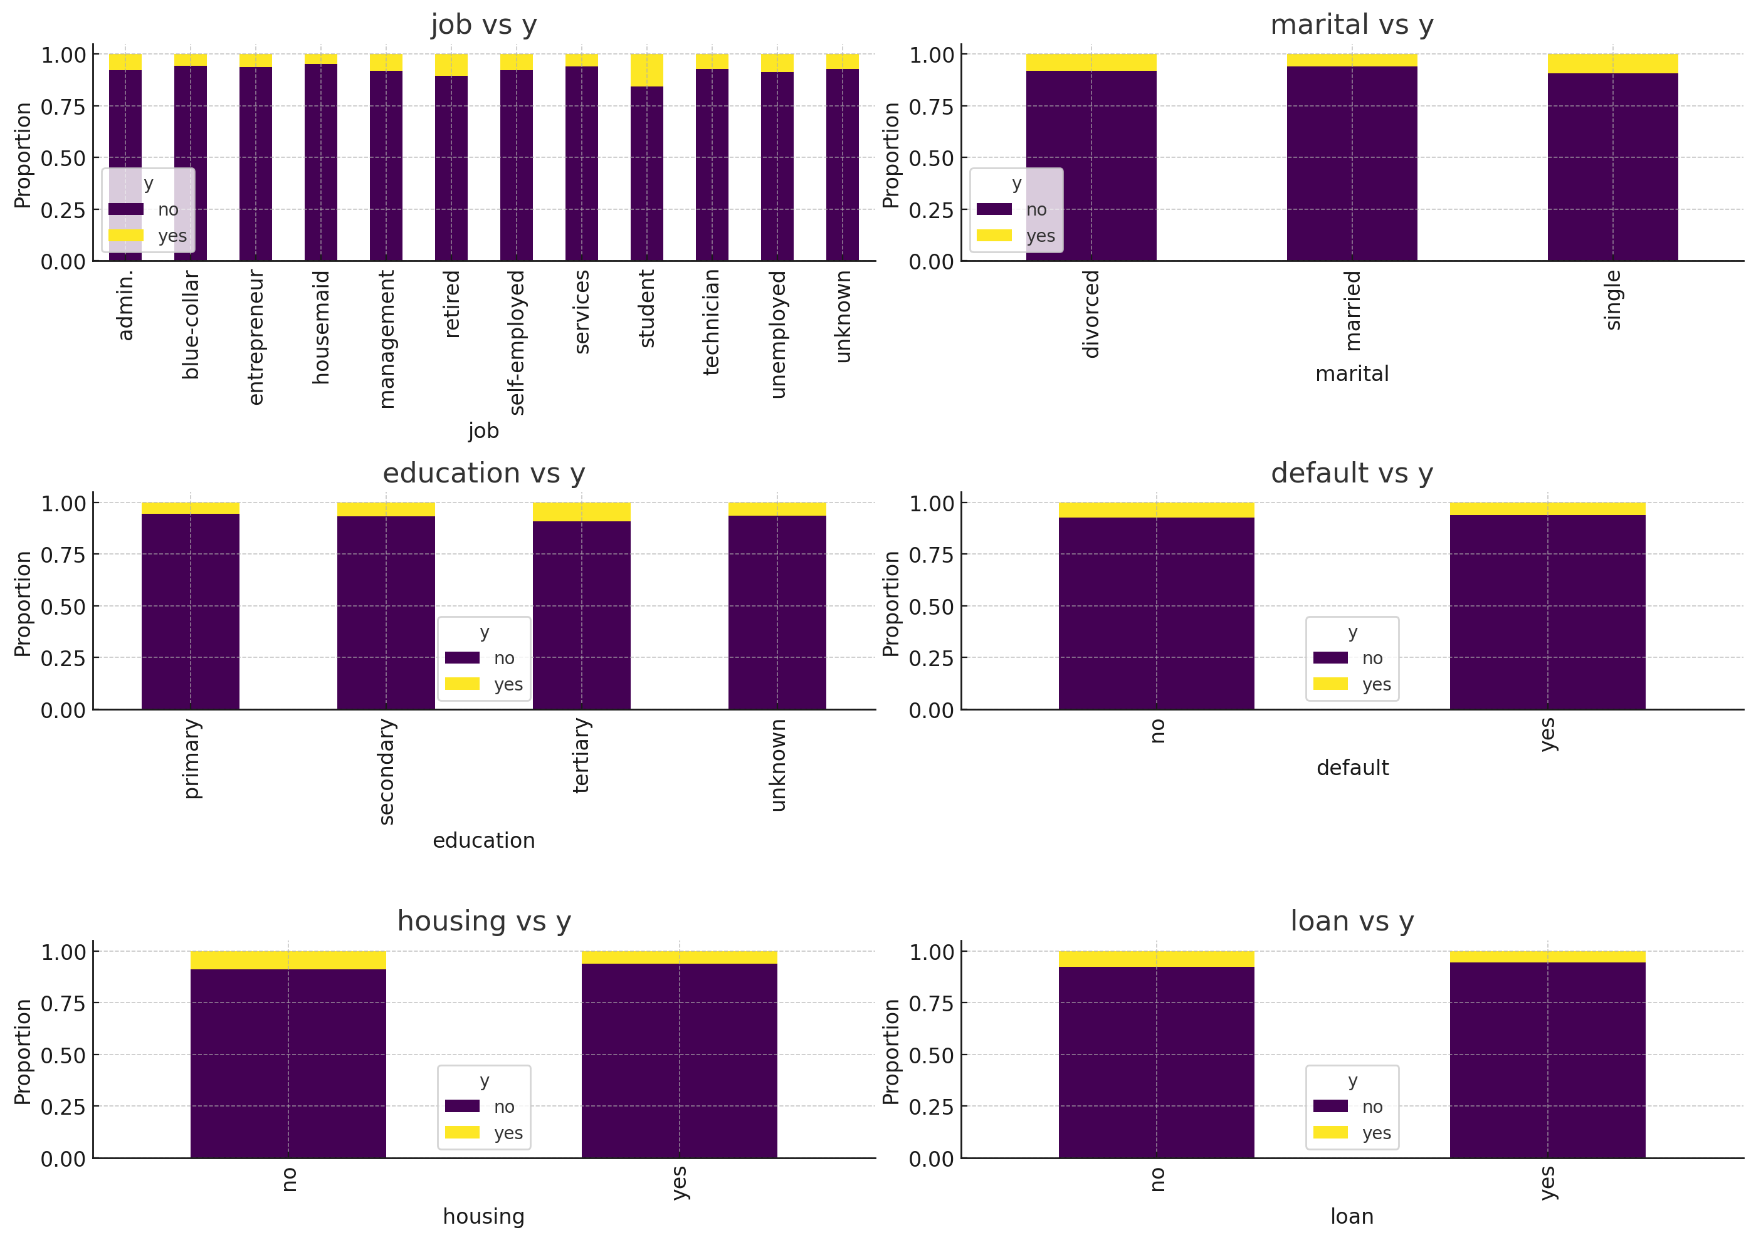 job vs y
1.00
0.75
0.50
0.25
0.00
Proportion
y
no
yes
admin.
blue-collar
entrepreneur
housemaid
management
retired
self-employed
services
student
technician
unemployed
unknown
job
marital vs y
1.00
0.75
0.50
0.25
0.00
Proportion
y
no
yes
divorced
married
single
marital
education vs y
1.00
0.75
0.50
0.25
0.00
Proportion
y
no
yes
primary
secondary
tertiary
unknown
education
default vs y
1.00
0.75
0.50
0.25
0.00
Proportion
y
no
yes
no
yes
default
housing vs y
1.00
0.75
0.50
0.25
0.00
Proportion
y
no
yes
no
yes
housing
loan vs y
1.00
0.75
0.50
0.25
0.00
Proportion
y
no
yes
no
yes
loan